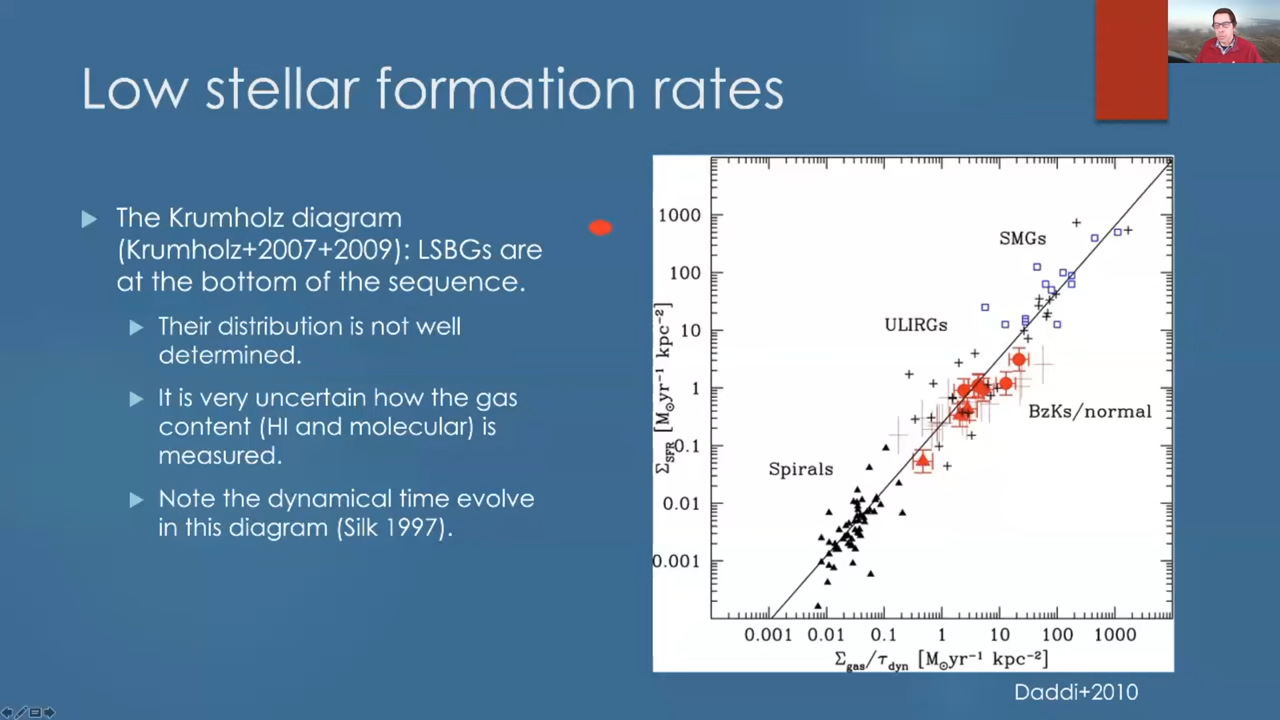 Low stellar formation rates
The Krumholz diagram
(Krumholz+2007+2009): LSBGs are
at the bottom of the sequence.
Their distribution is not well
determined.
It is very uncertain how the gas
content (HI and molecular) is
measured.
Note the dynamical time evolve
in this diagram (Silk 1997).
Σ_SFR [M⊙yr⁻¹ kpc⁻²]
1000
100
10
1
0.1
0.01
0.001
SMGs
ULIRGs
BzKs/normal
Spirals
0.001 0.01 0.1 1 10 100 1000
Σ_gas/τ_dyn [M⊙yr⁻¹ kpc⁻²]
Daddi+2010